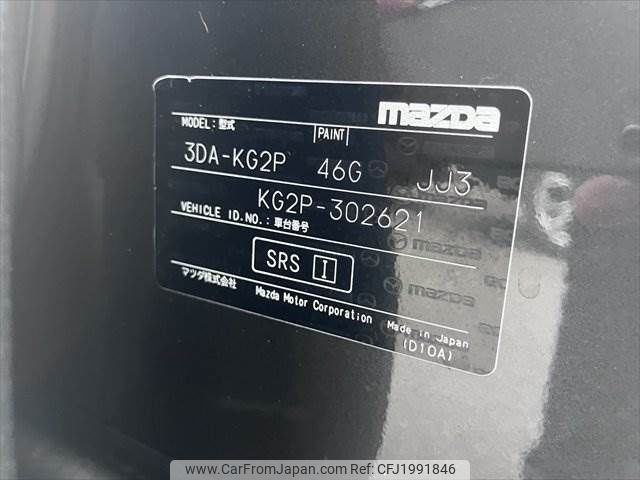 mazda
MODEL：型式
PAINT
3DA-KG2P 46G JJ3
KG2P-302621
VEHICLE ID.NO.：車台番号
SRS I
マツダ株式会社 Mazda Motor Corporation Made in Japan
(D10A)
mazda
www.CarFromJapan.com | REF NO: CFJ1991846